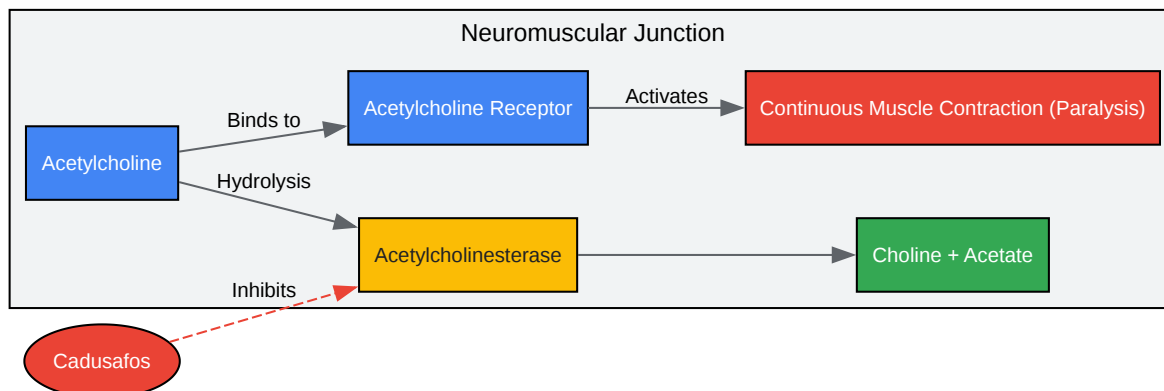 Neuromuscular Junction
Acetylcholine Receptor
Activates
Continuous Muscle Contraction (Paralysis)
Binds to
Acetylcholine
Hydrolysis
Acetylcholinesterase
Choline + Acetate
Inhibits
Cadusafos